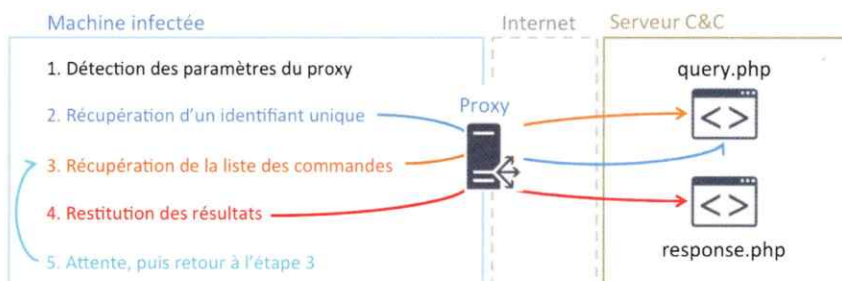 Machine infectée
Internet
Serveur C&C
1. Détection des paramètres du proxy
query.php
2. Récupération d'un identifiant unique
Proxy
<>
3. Récupération de la liste des commandes
4. Restitution des résultats
<>
5. Attente, puis retour à l'étape 3
response.php